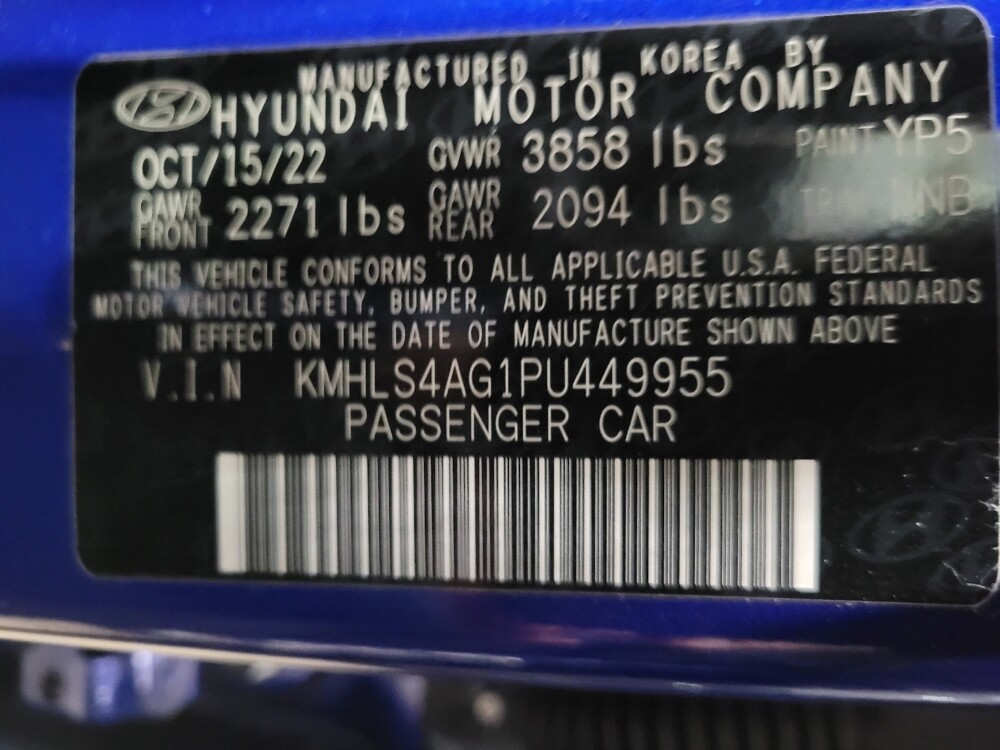 MANUFACTURED IN KOREA BY
HYUNDAI MOTOR COMPANY
OCT/15/22 GVWR 3858 lbs PAINT YP5
GAWR FRONT 2271 lbs GAWR REAR 2094 lbs NNB
THIS VEHICLE CONFORMS TO ALL APPLICABLE U.S.A. FEDERAL
MOTOR VEHICLE SAFETY, BUMPER, AND THEFT PREVENTION STANDARDS
IN EFFECT ON THE DATE OF MANUFACTURE SHOWN ABOVE
V.I.N KMHLS4AG1PU449955
PASSENGER CAR